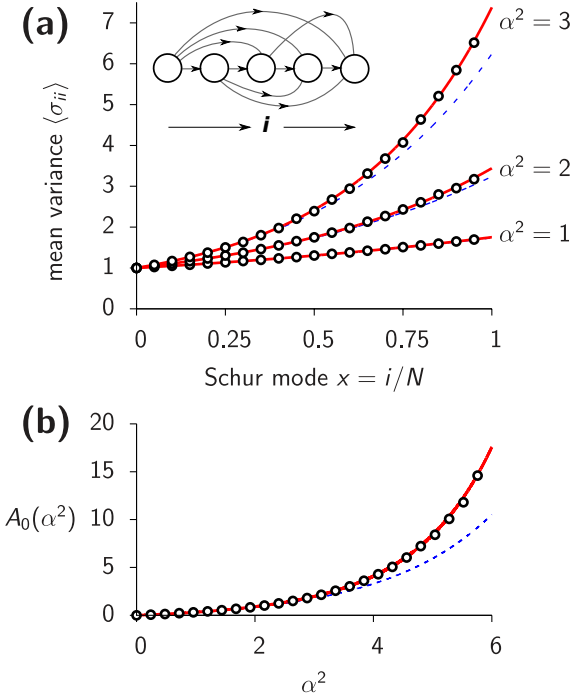 (a)
7
6
5
4
3
2
1
0
mean variance ⟨σᵢᵢ⟩
i
α² = 3
α² = 2
α² = 1
0 0.25 0.5 0.75 1
Schur mode x = i/N
(b)
20
15
10
5
0
A₀(α²)
0 2 4 6
α²